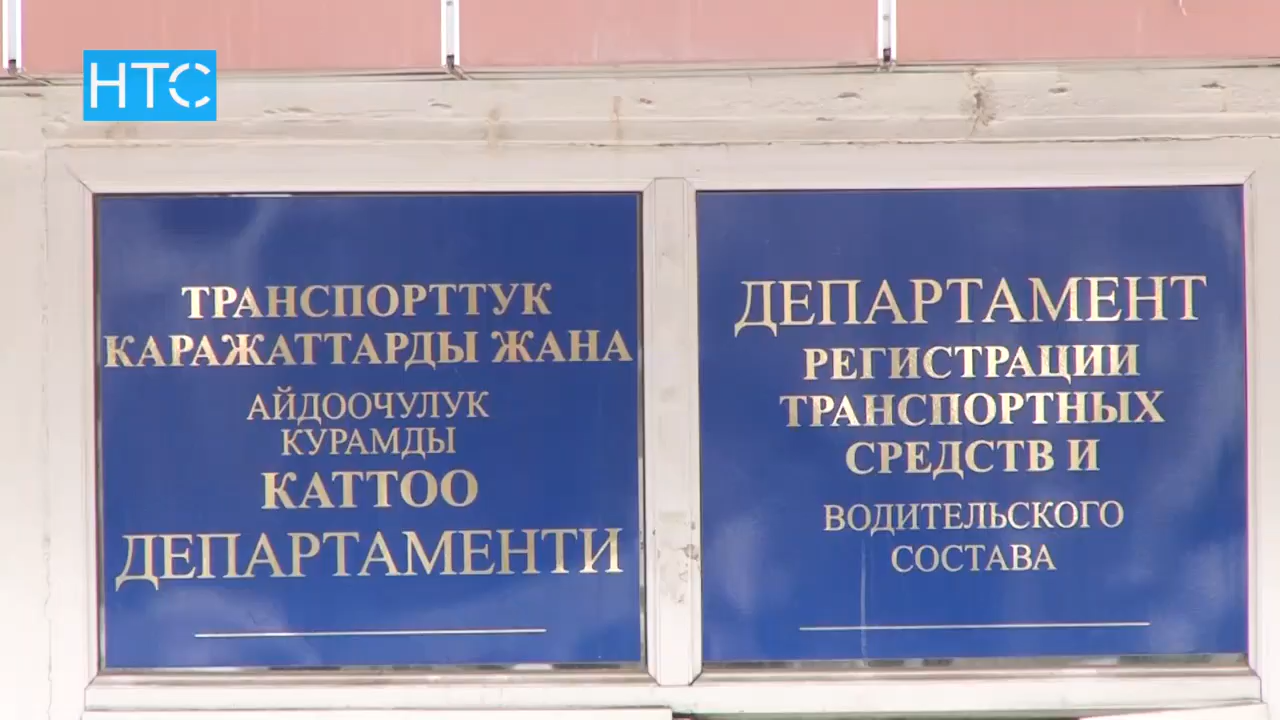 НТС
ТРАНСПОРТТУК
КАРАЖАТТАРДЫ ЖАНА
АЙДООЧУЛУК
КУРАМДЫ
КАТТОО
ДЕПАРТАМЕНТИ
ДЕПАРТАМЕНТ
РЕГИСТРАЦИИ
ТРАНСПОРТНЫХ
СРЕДСТВ И
ВОДИТЕЛЬСКОГО
СОСТАВА